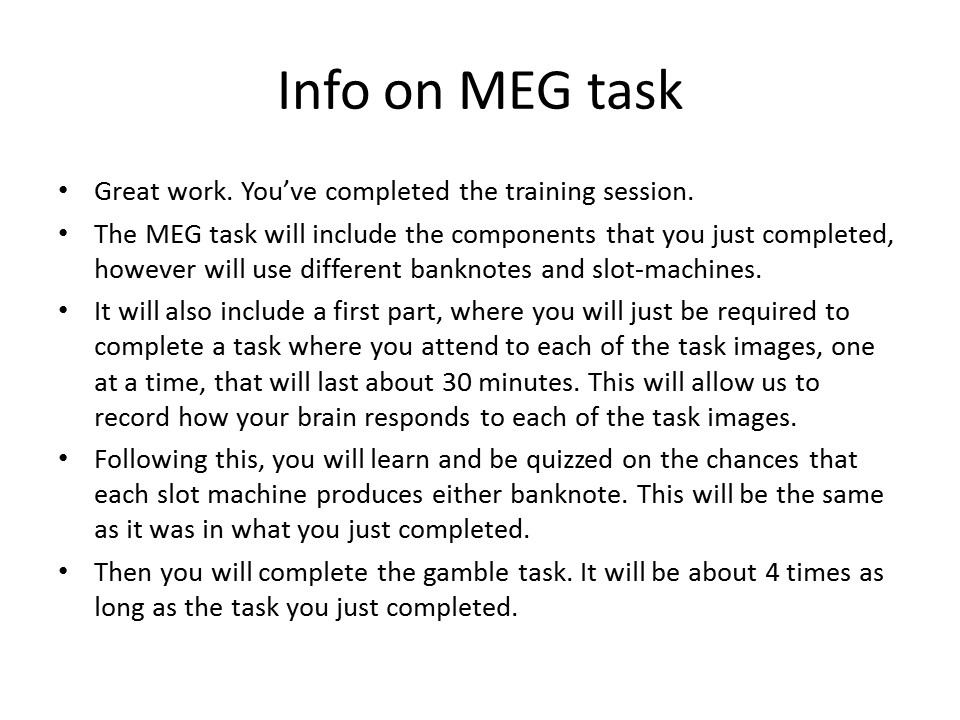 Info on MEG task
• Great work. You’ve completed the training session.
• The MEG task will include the components that you just completed,
however will use different banknotes and slot-machines.
• It will also include a first part, where you will just be required to
complete a task where you attend to each of the task images, one
at a time, that will last about 30 minutes. This will allow us to
record how your brain responds to each of the task images.
• Following this, you will learn and be quizzed on the chances that
each slot machine produces either banknote. This will be the same
as it was in what you just completed.
• Then you will complete the gamble task. It will be about 4 times as
long as the task you just completed.